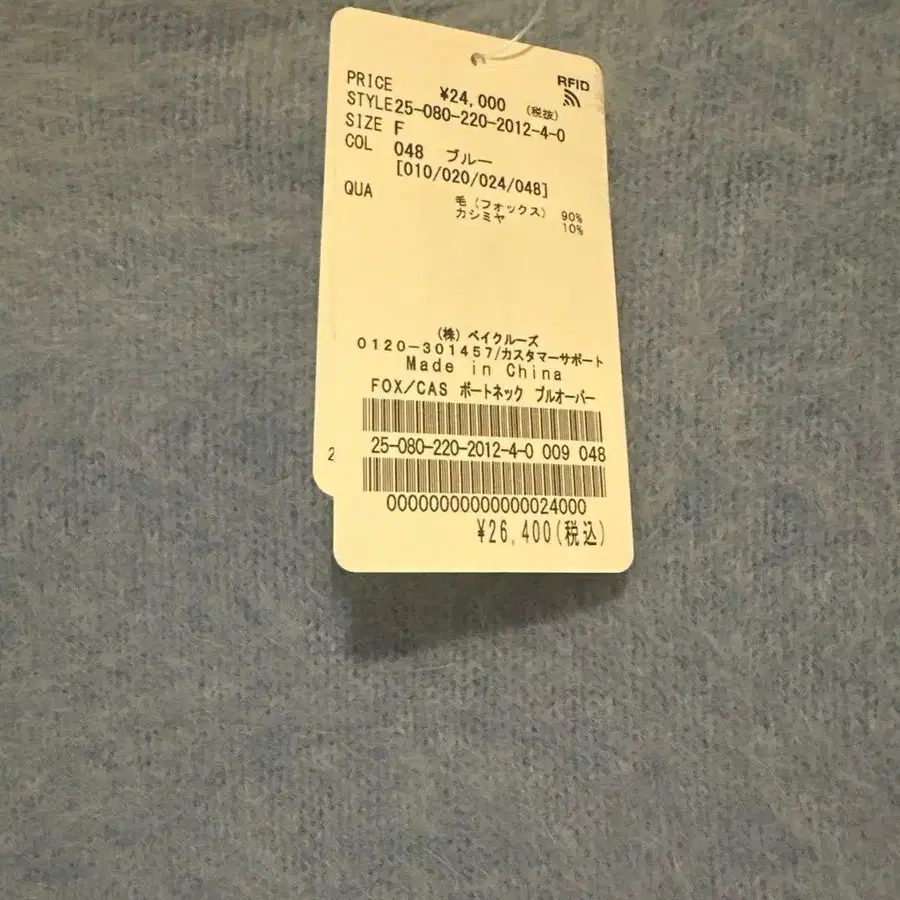 RFID
PRICE ¥24,000 (税抜)
STYLE25-080-220-2012-4-0
SIZE F
COL 048 ブルー
[010/020/024/048]
QUA 毛(フォックス) 90%
カシミヤ 10%
(株)ベイクルーズ
0120-301457/カスタマーサポート
Made in China
FOX/CAS ボートネック プルオーバー
25-080-220-2012-4-0 009 048
2
00000000000000024000
¥26,400(税込)